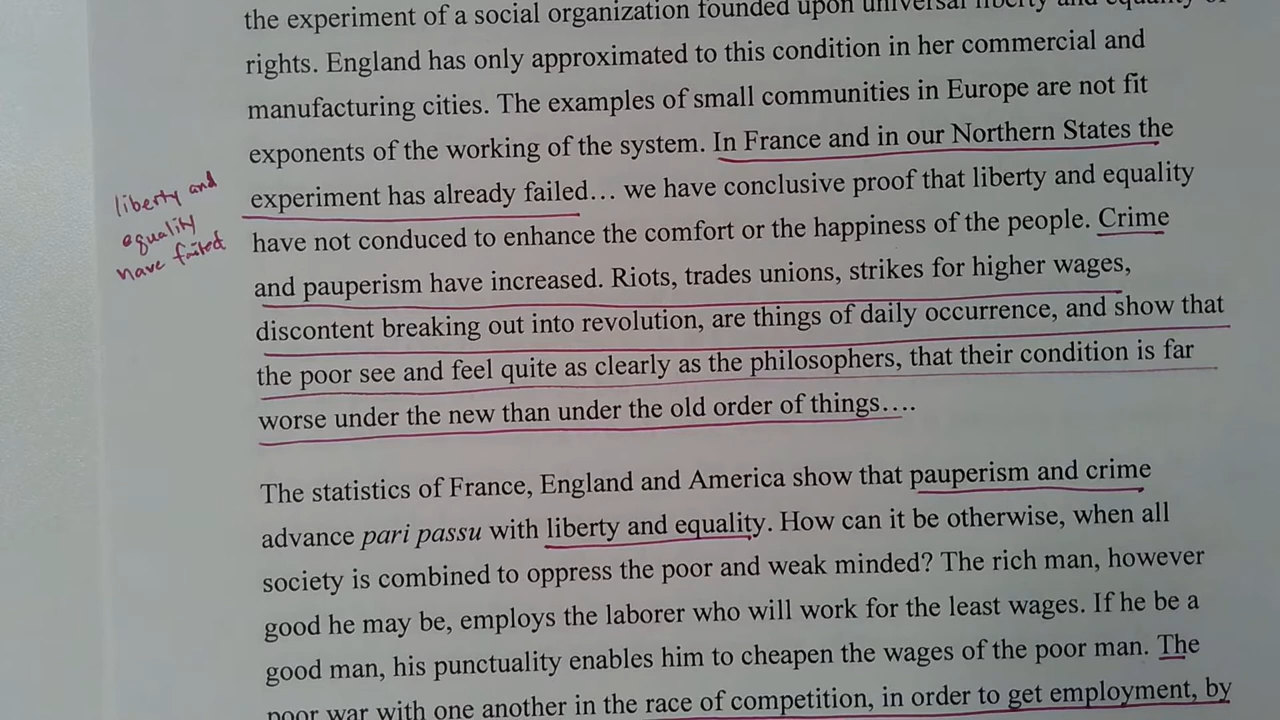 the experiment of a social organization founded upon universal liberty and equality of
rights. England has only approximated to this condition in her commercial and
manufacturing cities. The examples of small communities in Europe are not fit
exponents of the working of the system. In France and in our Northern States the
experiment has already failed… we have conclusive proof that liberty and equality
have not conduced to enhance the comfort or the happiness of the people. Crime
and pauperism have increased. Riots, trades unions, strikes for higher wages,
discontent breaking out into revolution, are things of daily occurrence, and show that
the poor see and feel quite as clearly as the philosophers, that their condition is far
worse under the new than under the old order of things….
The statistics of France, England and America show that pauperism and crime
advance pari passu with liberty and equality. How can it be otherwise, when all
society is combined to oppress the poor and weak minded? The rich man, however
good he may be, employs the laborer who will work for the least wages. If he be a
good man, his punctuality enables him to cheapen the wages of the poor man. The
poor war with one another in the race of competition, in order to get employment, by
liberty and
equality
have failed